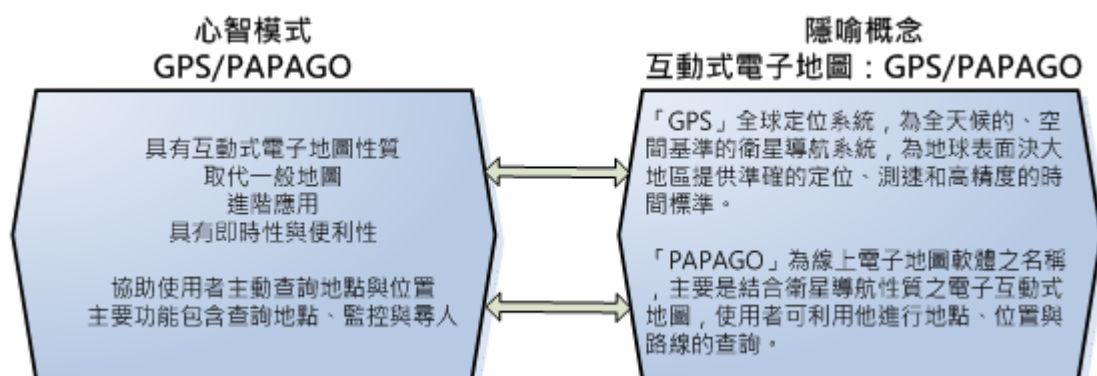 心智模式
GPS/PAPAGO
具有互動式電子地圖性質
取代一般地圖
進階應用
具有即時性與便利性
協助使用者主動查詢地點與位置
主要功能包含查詢地點、監控與尋人
隱喻概念
互動式電子地圖：GPS/PAPAGO
「GPS」全球定位系統，為全天候的、空
間基準的衛星導航系統，為地球表面決大
地區提供準確的定位、測速和高精度的時
間標準。
「PAPAGO」為線上電子地圖軟體之名稱
，主要是結合衛星導航性質之電子互動式
地圖，使用者可利用他進行地點、位置與
路線的查詢。